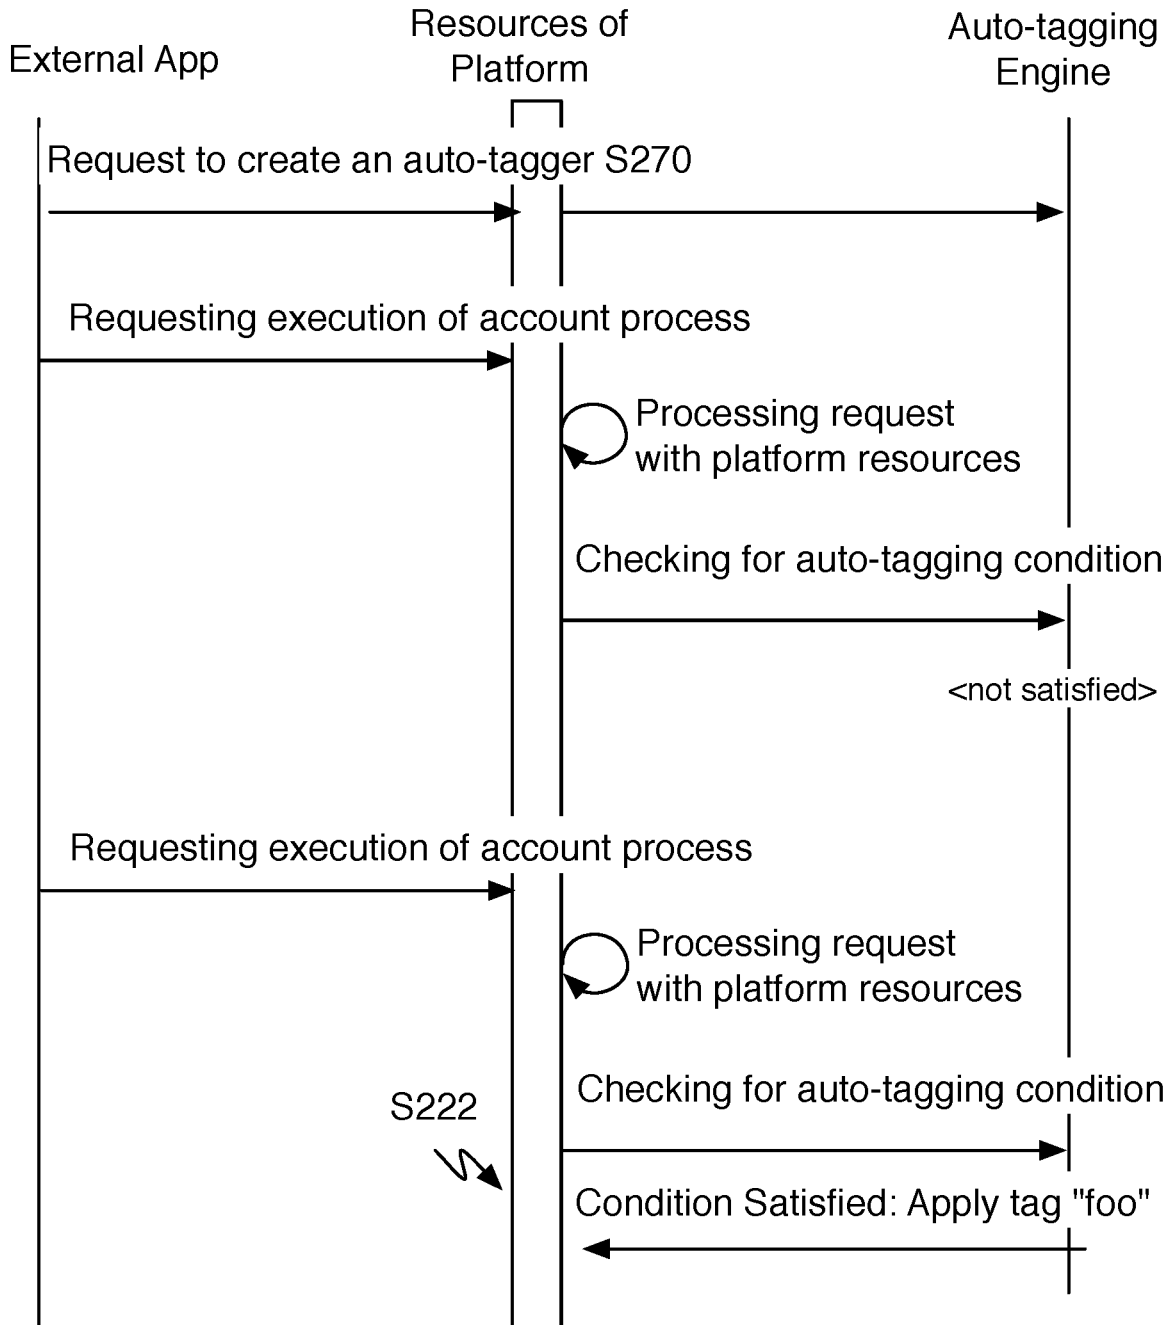 External App
Resources of
Platform
Auto-tagging
Engine
Request to create an auto-tagger S270
Requesting execution of account process
Processing request
with platform resources
Checking for auto-tagging condition
<not satisfied>
Requesting execution of account process
Processing request
with platform resources
Checking for auto-tagging condition
S222
Condition Satisfied: Apply tag "foo"